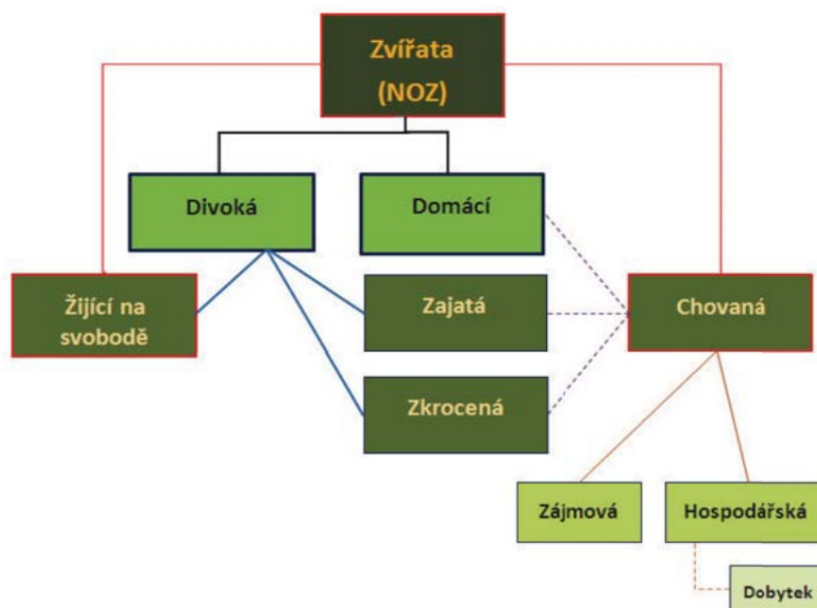 Zvířata
(NOZ)
Divoká
Domácí
Žijící na
svobodě
Zajatá
Chovaná
Zkrocená
Zájmová
Hospodářská
Dobytek